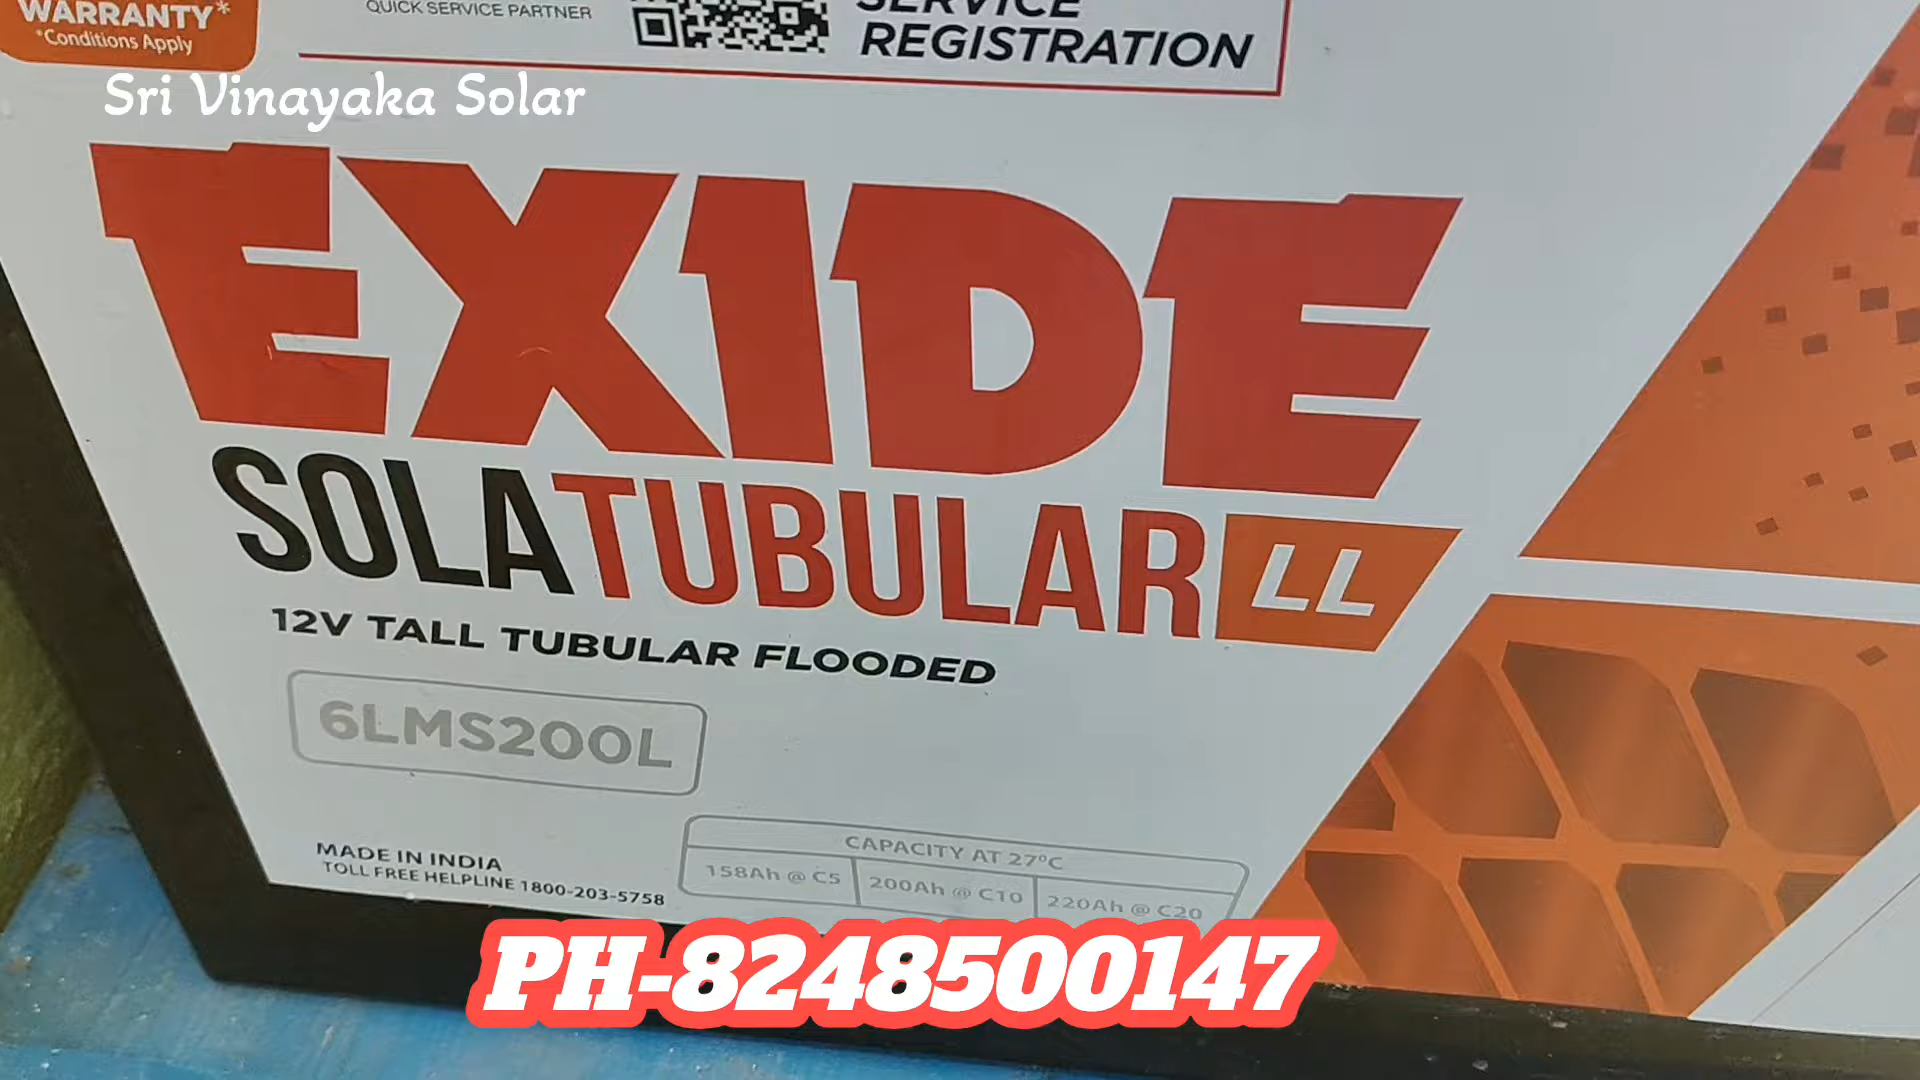 WARRANTY*
*Conditions Apply
QUICK SERVICE PARTNER
SERVICE
REGISTRATION
Sri Vinayaka Solar
EXIDE
SOLATUBULAR LL
12V TALL TUBULAR FLOODED
6LMS200L
MADE IN INDIA
TOLL FREE HELPLINE 1800-203-5758
CAPACITY AT 27°C
158Ah @ C5
200Ah @ C10
220Ah @ C20
PH-8248500147